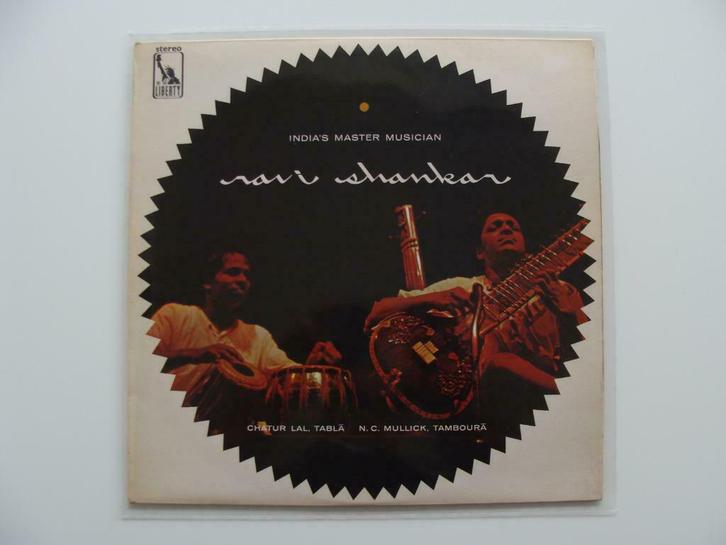 stereo
LIBERTY
INDIA'S MASTER MUSICIAN
ravi shankar
CHATUR LAL, TABLĀ N. C. MULLICK, TAMBOURĀ